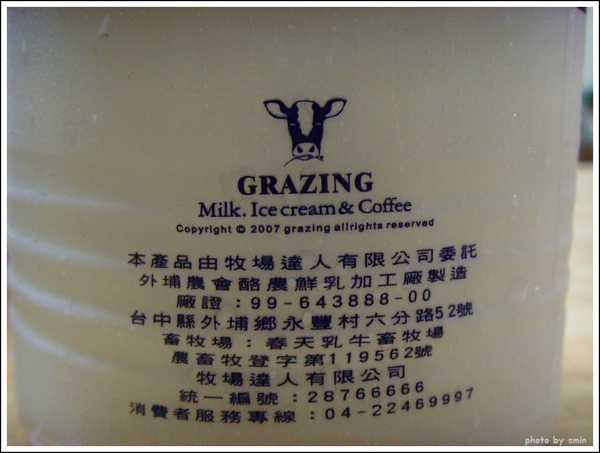 GRAZING
Milk. Ice cream & Coffee
Copyright © 2007 grazing allrights reserved
本產品由牧場達人有限公司委託
外埔農會酪農鮮乳加工廠製造
廠證：99-643888-00
台中縣外埔鄉永豐村六分路52號
畜牧場：春天乳牛畜牧場
農畜牧登字第119562號
牧場達人有限公司
統一編號：28766666
消費者服務專線：04-22469997
photo by smin